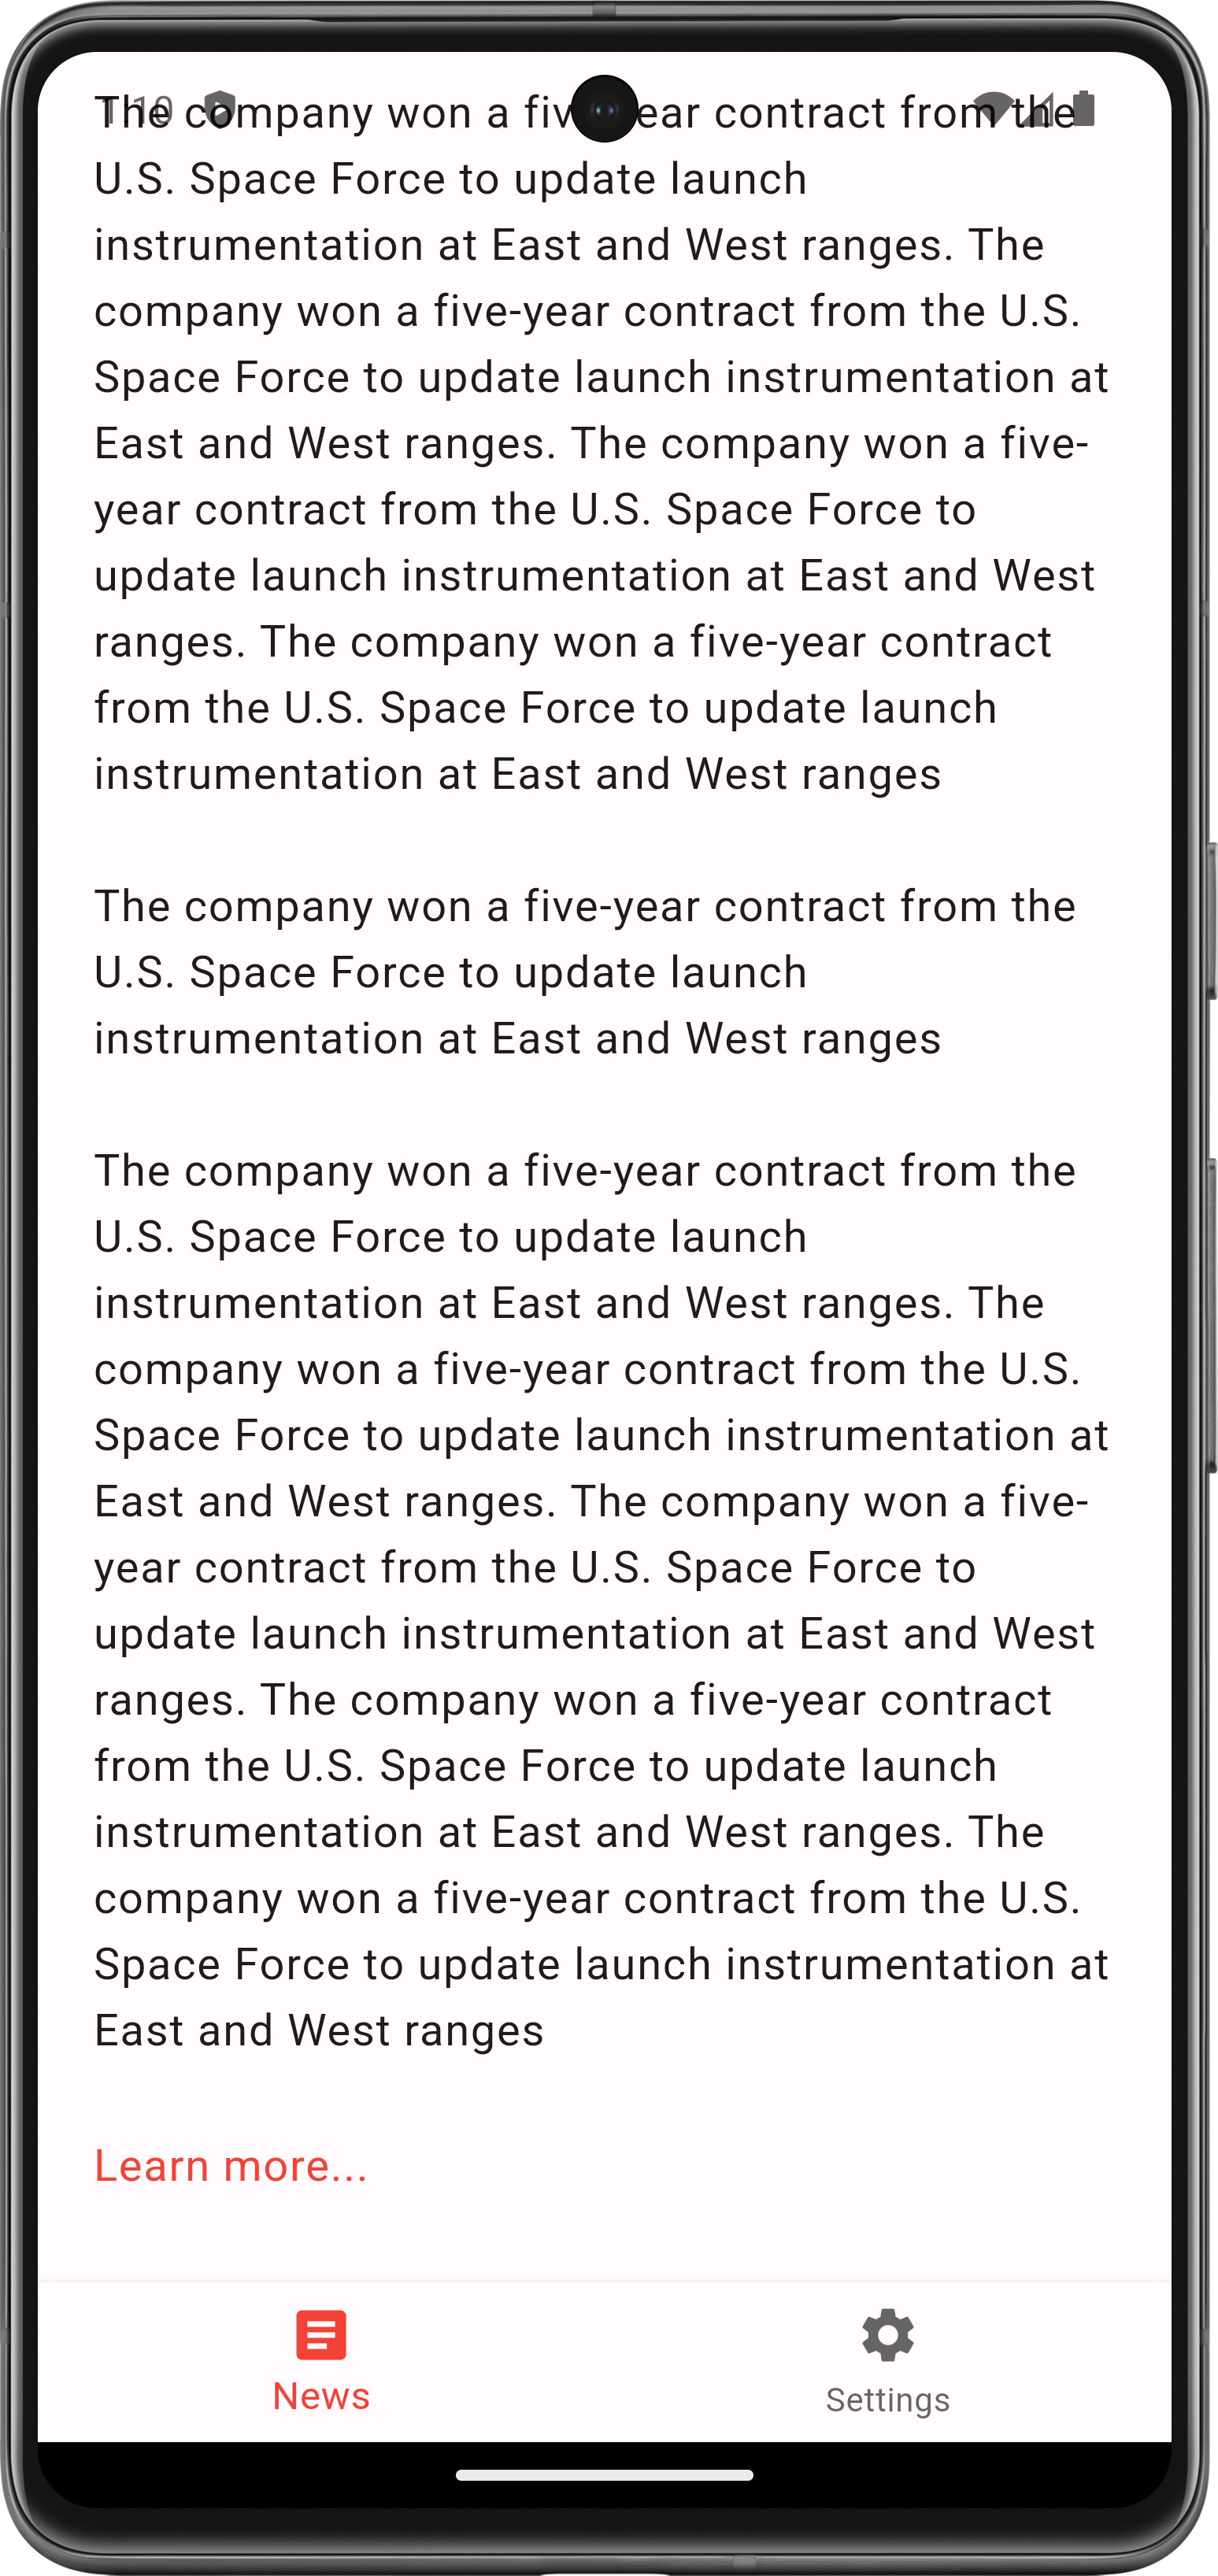 The company won a five-year contract from the
U.S. Space Force to update launch
instrumentation at East and West ranges. The
company won a five-year contract from the U.S.
Space Force to update launch instrumentation at
East and West ranges. The company won a five-
year contract from the U.S. Space Force to
update launch instrumentation at East and West
ranges. The company won a five-year contract
from the U.S. Space Force to update launch
instrumentation at East and West ranges
The company won a five-year contract from the
U.S. Space Force to update launch
instrumentation at East and West ranges
The company won a five-year contract from the
U.S. Space Force to update launch
instrumentation at East and West ranges. The
company won a five-year contract from the U.S.
Space Force to update launch instrumentation at
East and West ranges. The company won a five-
year contract from the U.S. Space Force to
update launch instrumentation at East and West
ranges. The company won a five-year contract
from the U.S. Space Force to update launch
instrumentation at East and West ranges. The
company won a five-year contract from the U.S.
Space Force to update launch instrumentation at
East and West ranges
Learn more...
News
Settings